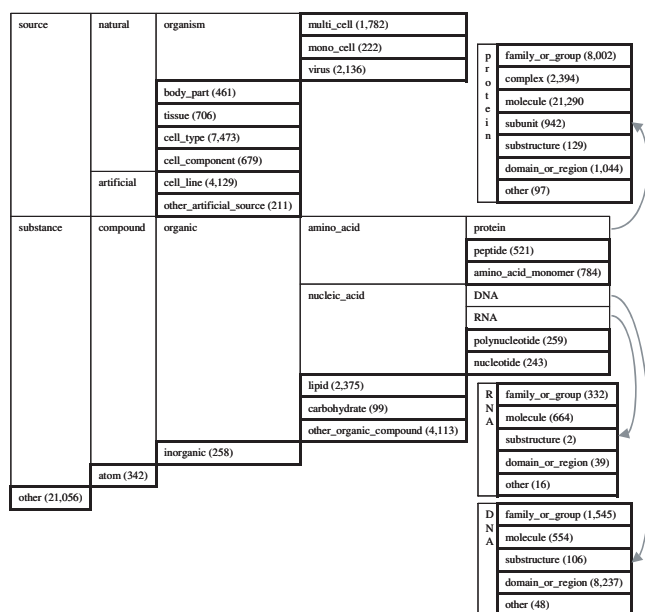 source
natural
organism
multi_cell (1,782)
mono_cell (222)
virus (2,136)
body_part (461)
tissue (706)
cell_type (7,473)
cell_component (679)
artificial
cell_line (4,129)
other_artificial_source (211)
substance
compound
organic
amino_acid
protein
peptide (521)
amino_acid_monomer (784)
nucleic_acid
DNA
RNA
polynucleotide (259)
nucleotide (243)
lipid (2,375)
carbohydrate (99)
other_organic_compound (4,113)
inorganic (258)
atom (342)
other (21,056)
protein
family_or_group (8,002)
complex (2,394)
molecule (21,290
subunit (942)
substructure (129)
domain_or_region (1,044)
other (97)
RNA
family_or_group (332)
molecule (664)
substructure (2)
domain_or_region (39)
other (16)
DNA
family_or_group (1,545)
molecule (554)
substructure (106)
domain_or_region (8,237)
other (48)